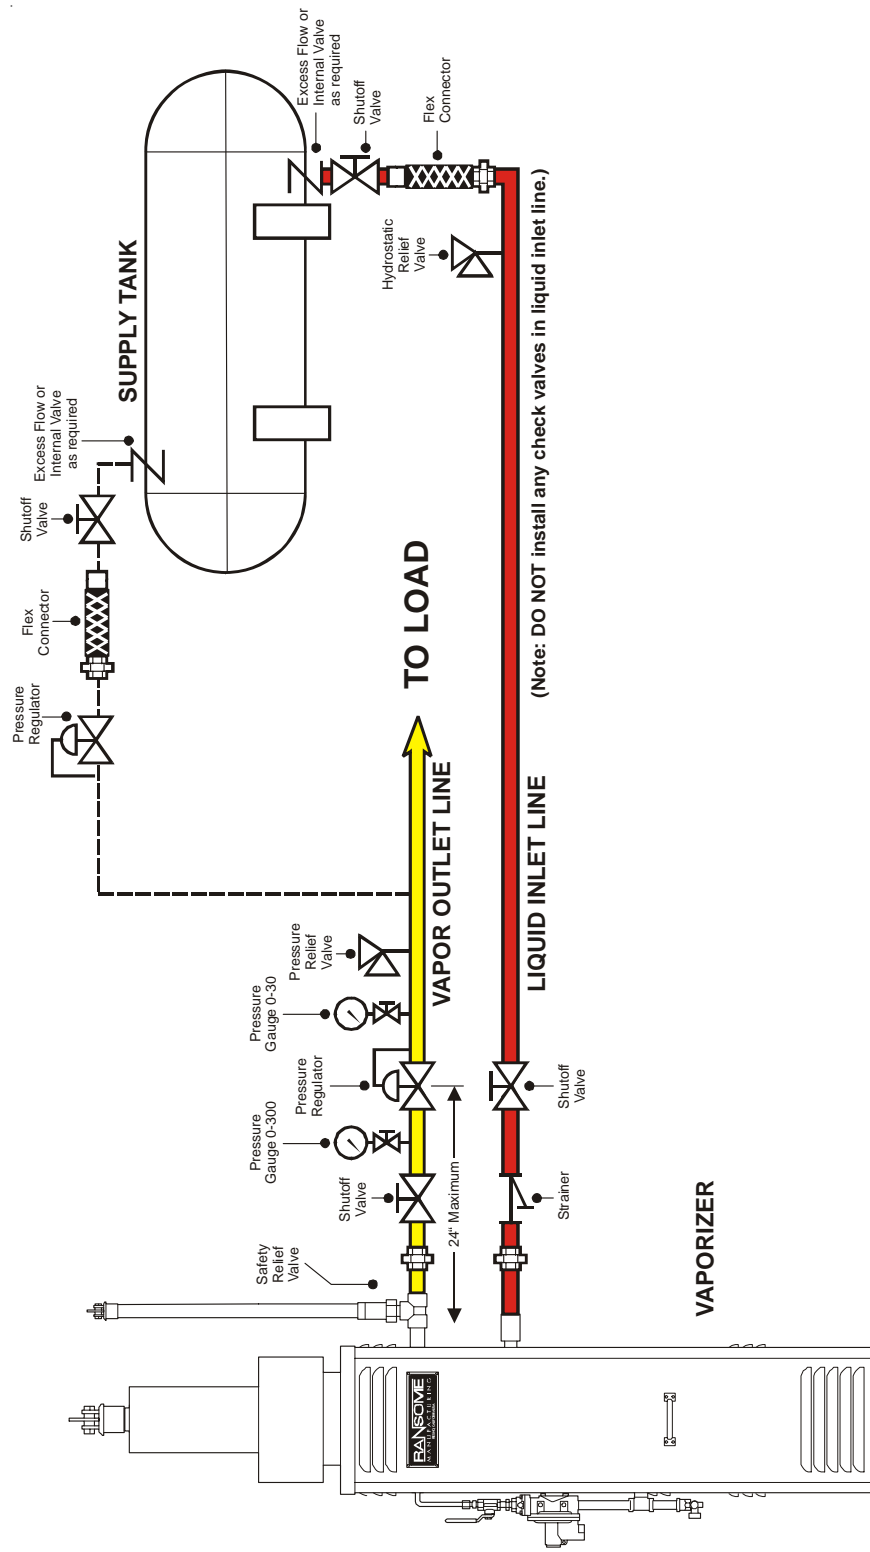 Excess Flow or
Internal Valve
as required
Shutoff
Valve
Flex
Connector
Hydrostatic
Relief
Valve
SUPPLY TANK
Excess Flow or
Internal Valve
as required
Shutoff
Valve
Flex
Connector
Pressure
Regulator
TO LOAD
(Note: DO NOT install any check valves in liquid inlet line.)
VAPOR OUTLET LINE
LIQUID INLET LINE
Pressure
Relief
Valve
Pressure
Gauge 0-30
Pressure
Regulator
Pressure
Gauge 0-300
Shutoff
Valve
Safety
Relief
Valve
24" Maximum
Shutoff
Valve
Strainer
VAPORIZER
RANSOME
MANUFACTURING